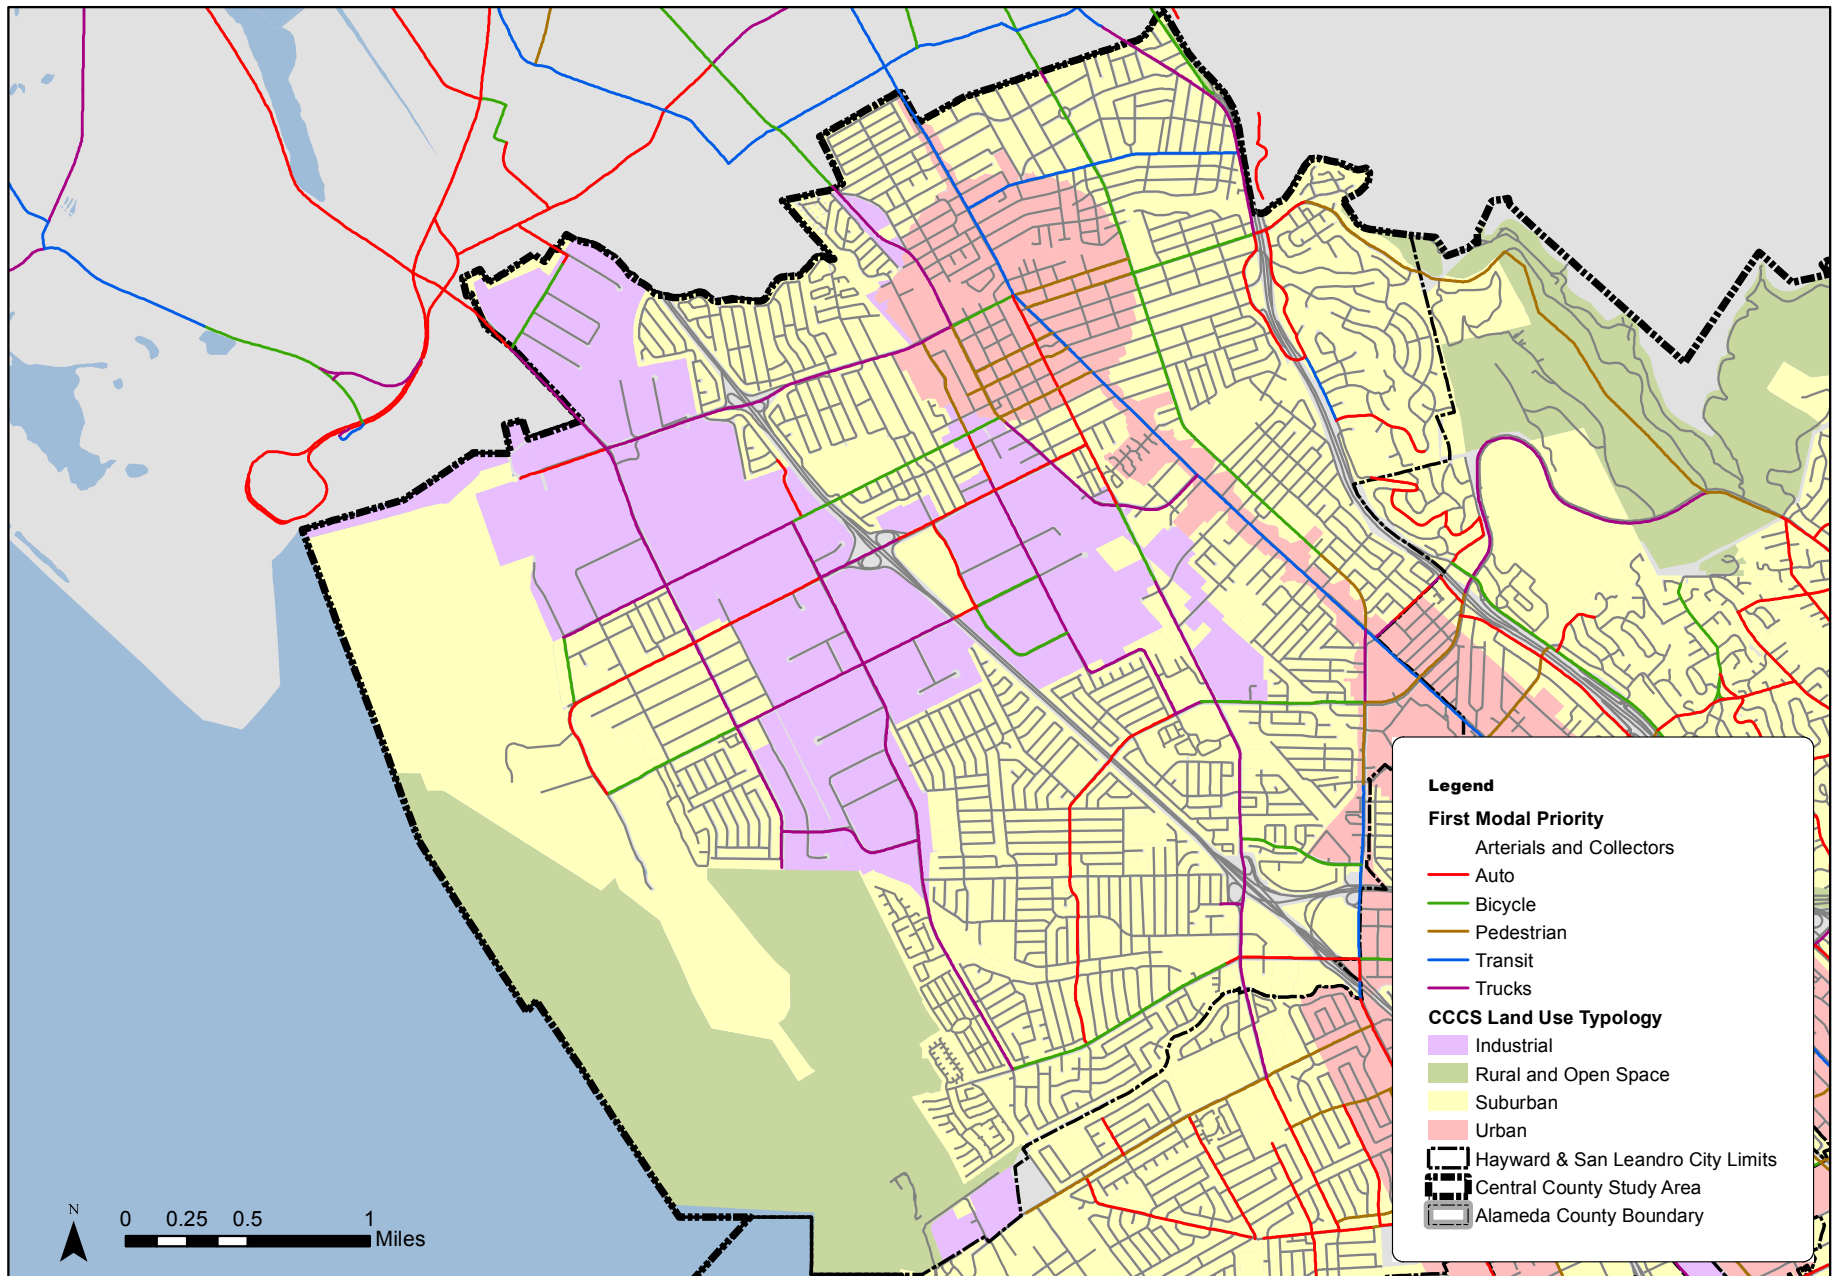 Legend
First Modal Priority
Arterials and Collectors
Auto
Bicycle
Pedestrian
Transit
Trucks
CCCS Land Use Typology
Industrial
Rural and Open Space
Suburban
Urban
Hayward & San Leandro City Limits
Central County Study Area
Alameda County Boundary
N
0 0.25 0.5 1
Miles